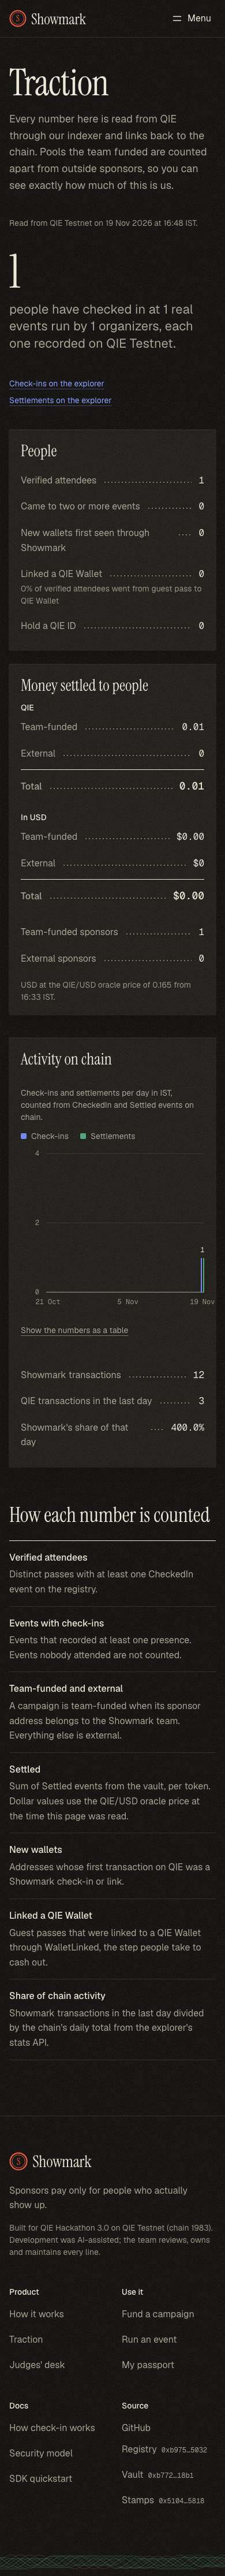 Showmark
Menu
Traction
Every number here is read from QIE
through our indexer and links back to the
chain. Pools the team funded are counted
apart from outside sponsors, so you can
see exactly how much of this is us.
Read from QIE Testnet on 19 Nov 2026 at 16:48 IST.
1
people have checked in at 1 real
events run by 1 organizers, each
one recorded on QIE Testnet.
Check-ins on the explorer
Settlements on the explorer
People
Verified attendees 1
Came to two or more events 0
New wallets first seen through
Showmark 0
Linked a QIE Wallet 0
0% of verified attendees went from guest pass to
QIE Wallet
Hold a QIE ID 0
Money settled to people
QIE
Team-funded 0.01
External 0
Total 0.01
In USD
Team-funded $0.00
External $0
Total $0.00
Team-funded sponsors 1
External sponsors 0
USD at the QIE/USD oracle price of 0.165 from
16:33 IST.
Activity on chain
Check-ins and settlements per day in IST,
counted from CheckedIn and Settled events on
chain.
Check-ins Settlements
4
2
1
0
21 Oct 5 Nov 19 Nov
Show the numbers as a table
Showmark transactions 12
QIE transactions in the last day 3
Showmark's share of that
day 400.0%
How each number is counted
Verified attendees
Distinct passes with at least one CheckedIn
event on the registry.
Events with check-ins
Events that recorded at least one presence.
Events nobody attended are not counted.
Team-funded and external
A campaign is team-funded when its sponsor
address belongs to the Showmark team.
Everything else is external.
Settled
Sum of Settled events from the vault, per token.
Dollar values use the QIE/USD oracle price at
the time this page was read.
New wallets
Addresses whose first transaction on QIE was a
Showmark check-in or link.
Linked a QIE Wallet
Guest passes that were linked to a QIE Wallet
through WalletLinked, the step people take to
cash out.
Share of chain activity
Showmark transactions in the last day divided
by the chain's daily total from the explorer's
stats API.
Showmark
Sponsors pay only for people who actually
show up.
Built for QIE Hackathon 3.0 on QIE Testnet (chain 1983).
Development was AI-assisted; the team reviews, owns
and maintains every line.
Product
How it works
Traction
Judges' desk
Use it
Fund a campaign
Run an event
My passport
Docs
How check-in works
Security model
SDK quickstart
Source
GitHub
Registry 0xb975…5032
Vault 0xb772…18b1
Stamps 0x5104…5818